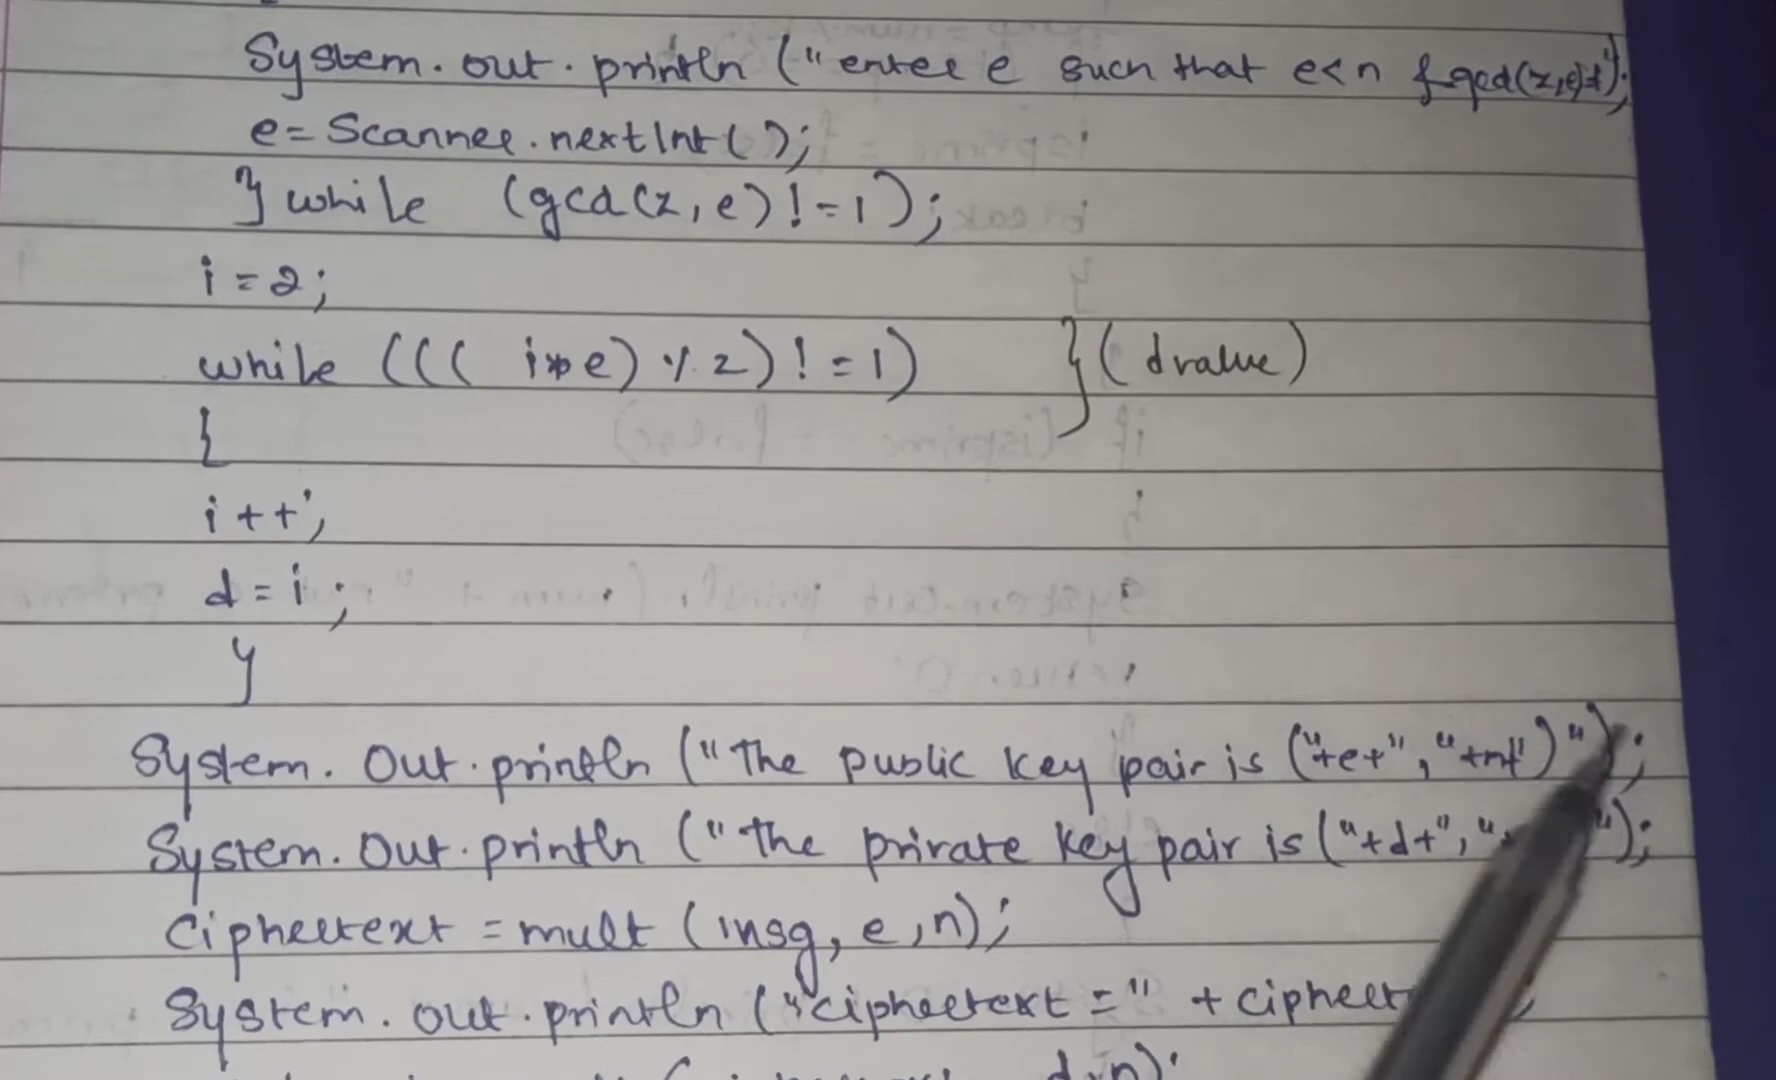 System.out.println ("enter e such that e<n & gcd(z,e)=1");
e=Scanner.nextInt();
} while (gcd(z,e)!=1);
i=2;
while (((i*e)%z)!=1) } (d value)
{
i++;
d=i;
}
System.Out.println ("The public key pair is ("+e+","+n+")");
System.Out.println ("the private key pair is ("+d+","
ciphertext = mult (msg, e, n);
System.out.println ("ciphertext =" +
d,n);